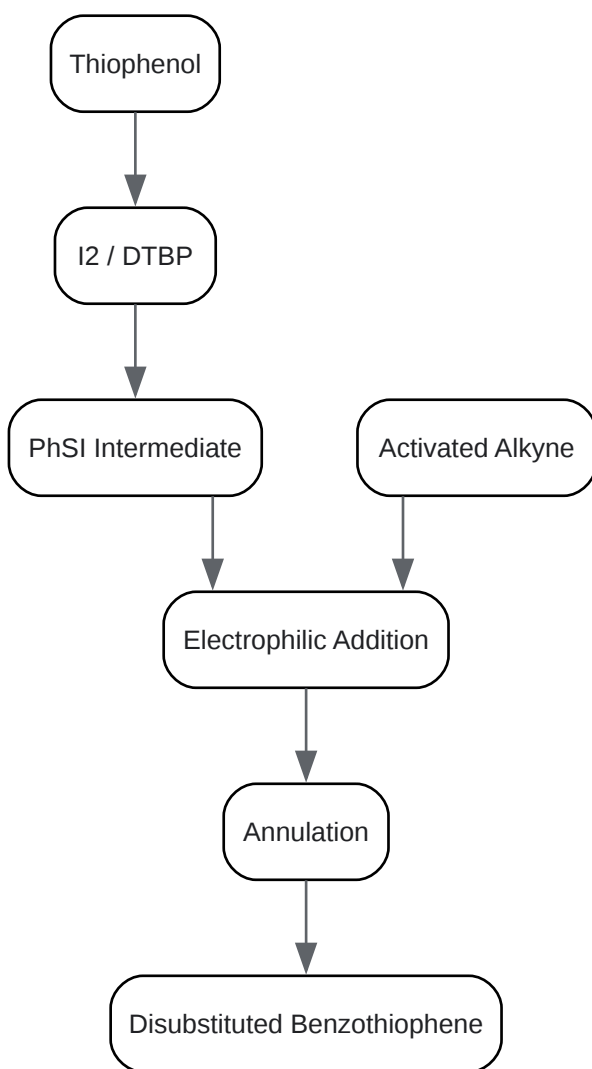 Thiophenol
I2 / DTBP
PhSI Intermediate
Activated Alkyne
Electrophilic Addition
Annulation
Disubstituted Benzothiophene